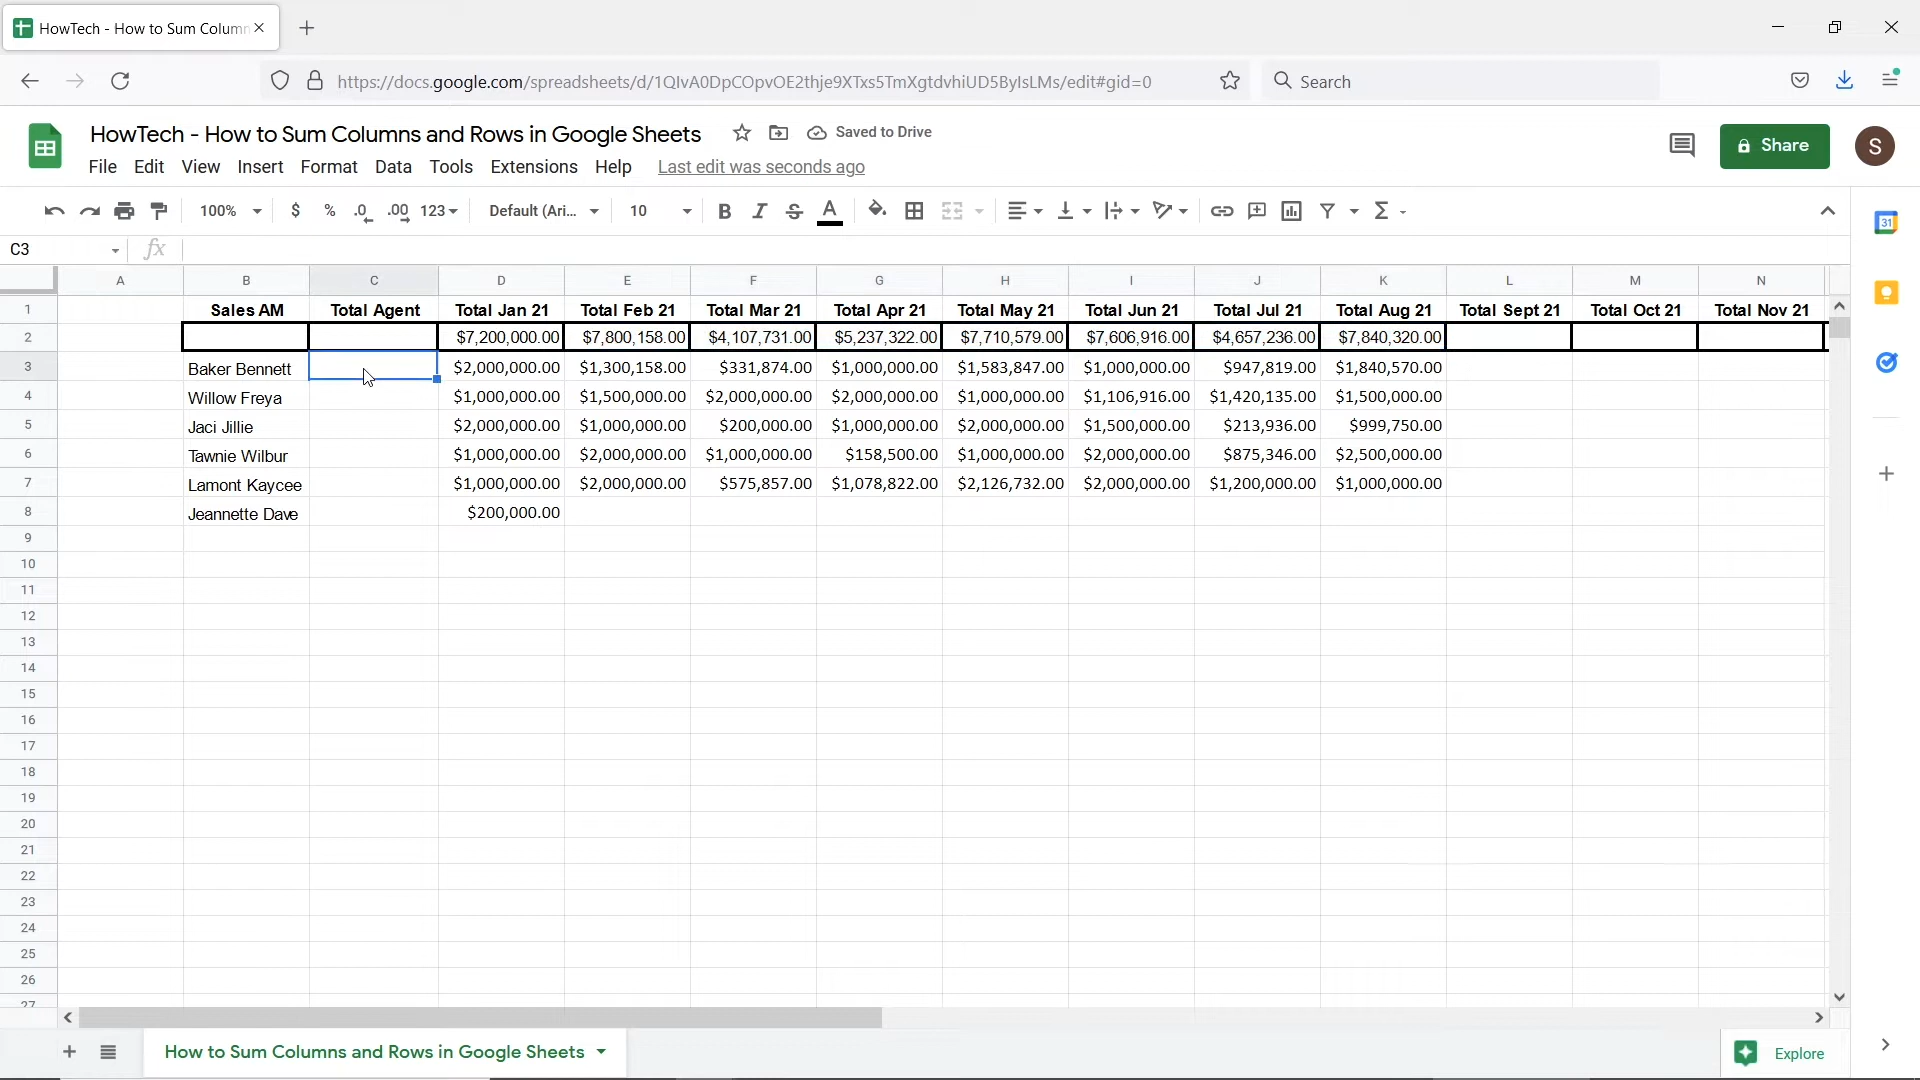 HowTech - How to Sum Column
https://docs.google.com/spreadsheets/d/1QIvA0DpCOpvOE2thje9XTxs5TmXgtdvhiUD5ByIsLMs/edit#gid=0
Search
HowTech - How to Sum Columns and Rows in Google Sheets
Saved to Drive
Share
S
File Edit View Insert Format Data Tools Extensions Help Last edit was seconds ago
100% $ % .0 .00 123 Default (Ari... 10 B I S A Σ
31
C3 fx
A B C D E F G H I J K L M N
1 Sales AM Total Agent Total Jan 21 Total Feb 21 Total Mar 21 Total Apr 21 Total May 21 Total Jun 21 Total Jul 21 Total Aug 21 Total Sept 21 Total Oct 21 Total Nov 21
2 $7,200,000.00 $7,800,158.00 $4,107,731.00 $5,237,322.00 $7,710,579.00 $7,606,916.00 $4,657,236.00 $7,840,320.00
3 Baker Bennett $2,000,000.00 $1,300,158.00 $331,874.00 $1,000,000.00 $1,583,847.00 $1,000,000.00 $947,819.00 $1,840,570.00
4 Willow Freya $1,000,000.00 $1,500,000.00 $2,000,000.00 $2,000,000.00 $1,000,000.00 $1,106,916.00 $1,420,135.00 $1,500,000.00
5 Jaci Jillie $2,000,000.00 $1,000,000.00 $200,000.00 $1,000,000.00 $2,000,000.00 $1,500,000.00 $213,936.00 $999,750.00
6 Tawnie Wilbur $1,000,000.00 $2,000,000.00 $1,000,000.00 $158,500.00 $1,000,000.00 $2,000,000.00 $875,346.00 $2,500,000.00
7 Lamont Kaycee $1,000,000.00 $2,000,000.00 $575,857.00 $1,078,822.00 $2,126,732.00 $2,000,000.00 $1,200,000.00 $1,000,000.00
8 Jeannette Dave $200,000.00
9
10
11
12
13
14
15
16
17
18
19
20
21
22
23
24
25
26
27
How to Sum Columns and Rows in Google Sheets
Explore